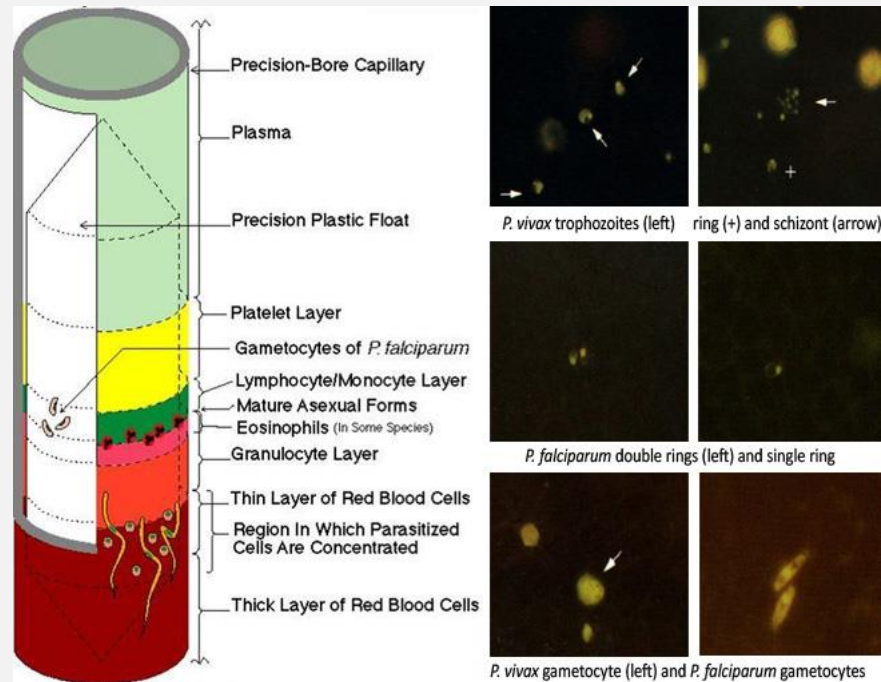 Precision-Bore Capillary
Plasma
Precision Plastic Float
Platelet Layer
Gametocytes of P. falciparum
Lymphocyte/Monocyte Layer
Mature Asexual Forms
Eosinophils (In Some Species)
Granulocyte Layer
Thin Layer of Red Blood Cells
Region In Which Parasitized
Cells Are Concentrated
Thick Layer of Red Blood Cells
+
P. vivax trophozoites (left) ring (+) and schizont (arrow)
P. falciparum double rings (left) and single ring
P. vivax gametocyte (left) and P. falciparum gametocytes